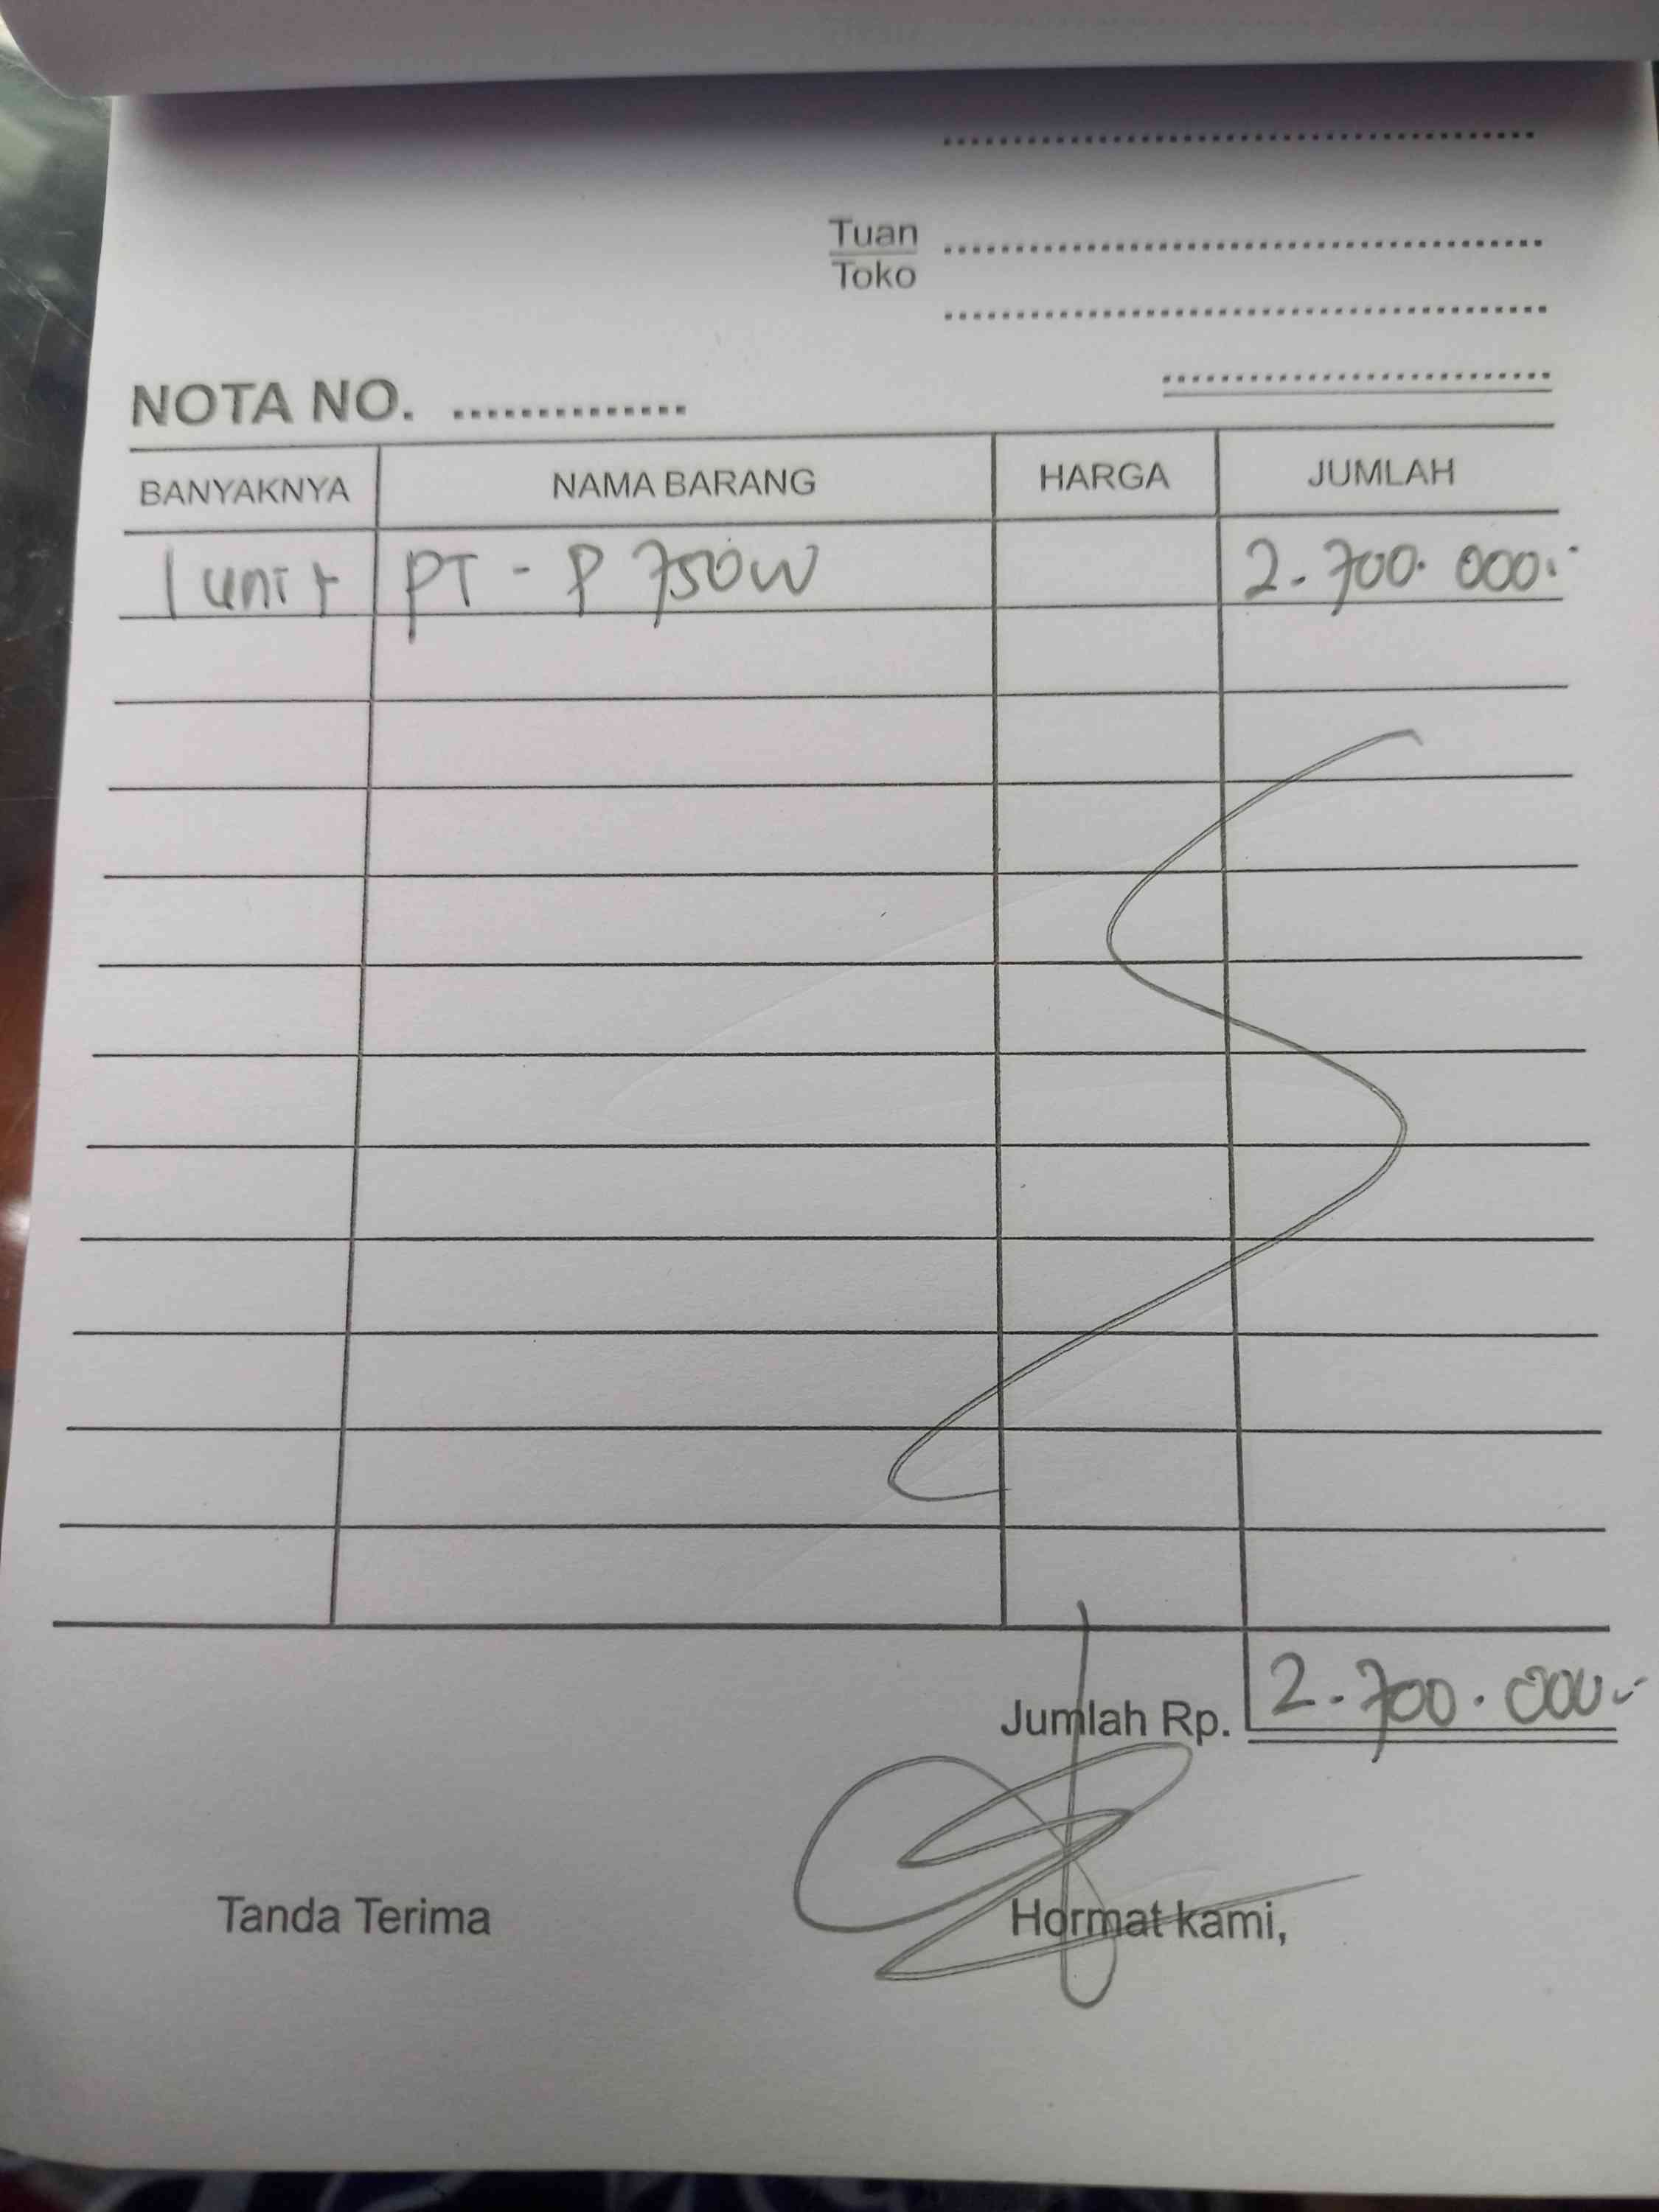 Tuan
Toko
NOTA NO. ..............
BANYAKNYA NAMA BARANG HARGA JUMLAH
1 unit PT - P 750W 2.700.000.-
Jumlah Rp. 2.700.000.-
Tanda Terima Hormat kami,